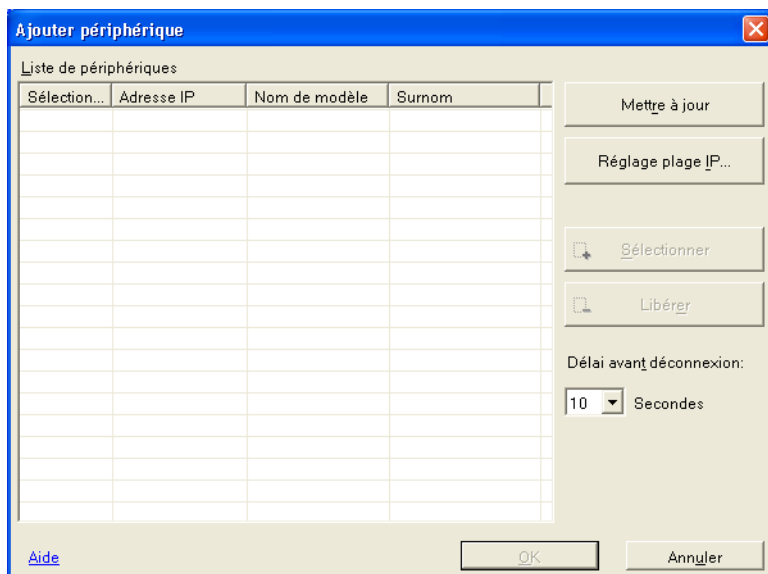 Ajouter périphérique
Liste de périphériques
Sélection... Adresse IP Nom de modèle Surnom
Mettre à jour
Réglage plage IP...
Sélectionner
Libérer
Délai avant déconnexion:
10 Secondes
Aide OK Annuler